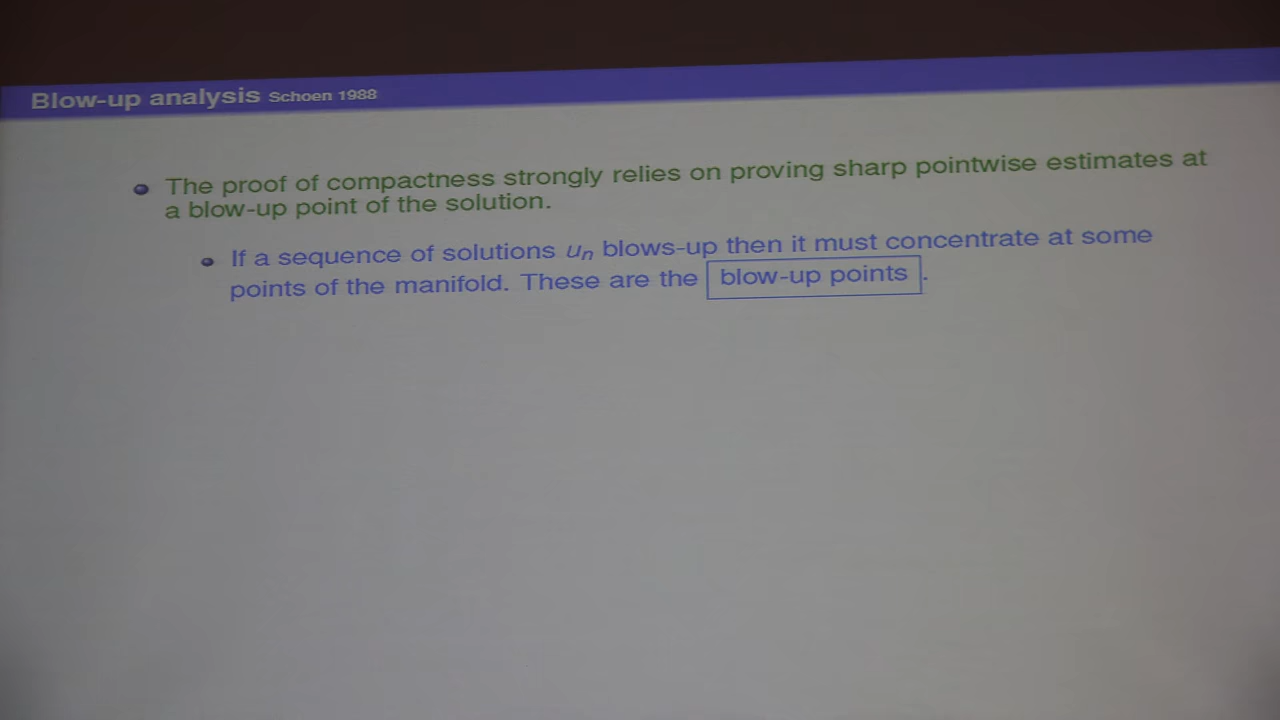 Blow-up analysis Schoen 1988
The proof of compactness strongly relies on proving sharp pointwise estimates at
a blow-up point of the solution.
If a sequence of solutions uₙ blows-up then it must concentrate at some
points of the manifold. These are the blow-up points.